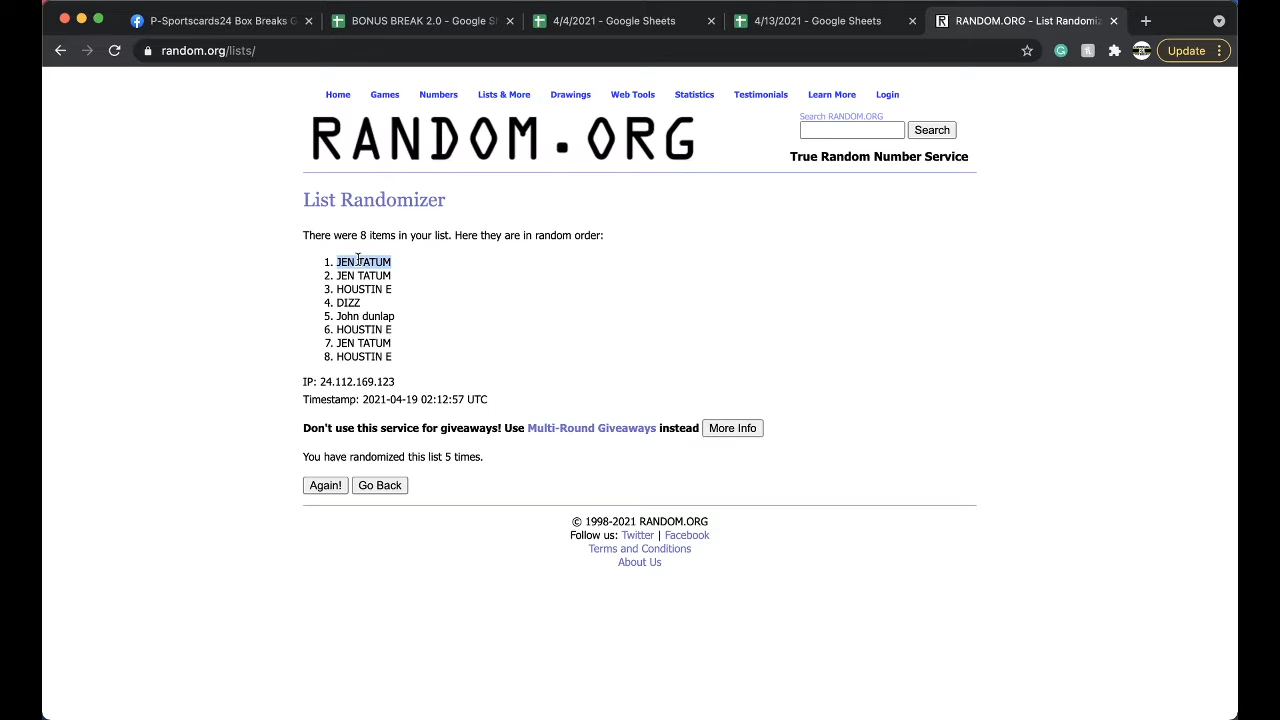 P-Sportscards24 Box Breaks G
BONUS BREAK 2.0 - Google Sh
4/4/2021 - Google Sheets
4/13/2021 - Google Sheets
RANDOM.ORG - List Randomiz
random.org/lists/
Update
Home Games Numbers Lists & More Drawings Web Tools Statistics Testimonials Learn More Login
Search RANDOM.ORG
RANDOM.ORG
Search
True Random Number Service
List Randomizer
There were 8 items in your list. Here they are in random order:
1. JEN TATUM
2. JEN TATUM
3. HOUSTIN E
4. DIZZ
5. John dunlap
6. HOUSTIN E
7. JEN TATUM
8. HOUSTIN E
IP: 24.112.169.123
Timestamp: 2021-04-19 02:12:57 UTC
Don't use this service for giveaways! Use Multi-Round Giveaways instead More Info
You have randomized this list 5 times.
Again! Go Back
© 1998-2021 RANDOM.ORG
Follow us: Twitter | Facebook
Terms and Conditions
About Us